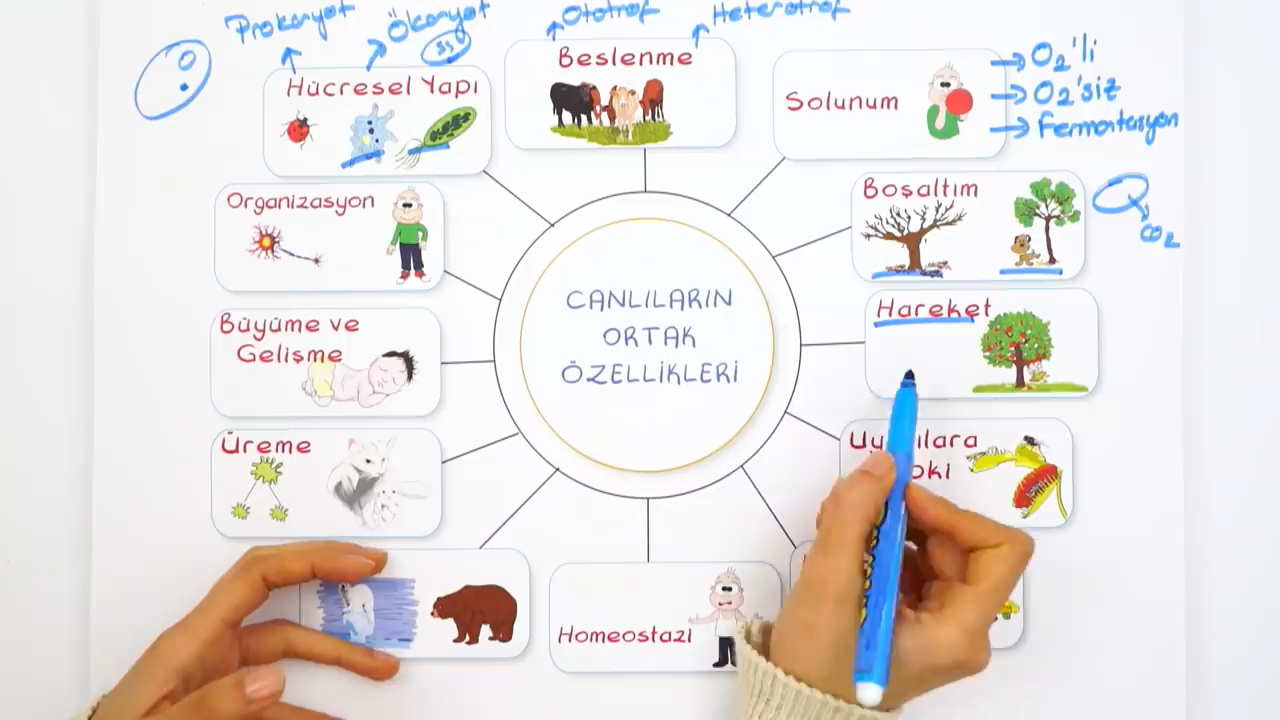 Prokaryot
Ökaryot
Ototrof
Heterotrof
Hücresel Yapı
Beslenme
Solunum
O₂'li
O₂'siz
Fermantasyon
Organizasyon
Boşaltım
CO₂
Büyüme ve
Gelişme
CANLILARIN
ORTAK
ÖZELLİKLERİ
Hareket
Üreme
Homeostazi